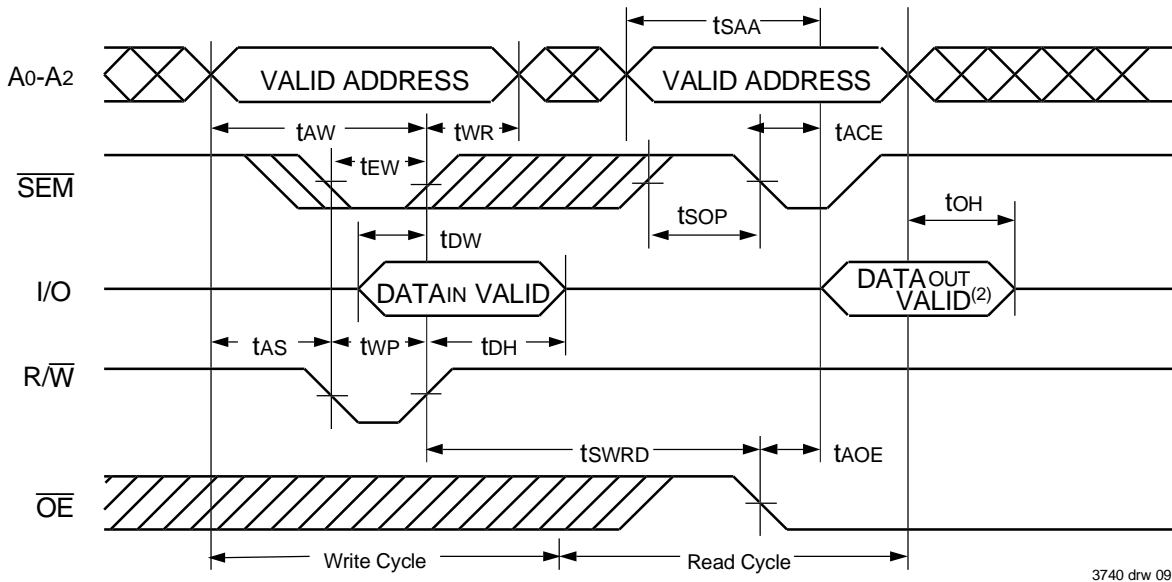 tSAA
A0-A2
VALID ADDRESS
VALID ADDRESS
tAW
tWR
tACE
tEW
SEM
tSOP
tOH
tDW
I/O
DATAIN VALID
DATAOUT
VALID(2)
tAS
tWP
tDH
R/W
tSWRD
tAOE
OE
Write Cycle
Read Cycle
3740 drw 09